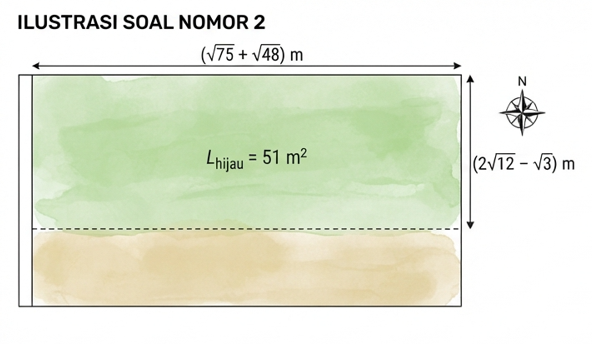 ILUSTRASI SOAL NOMOR 2
(√75 + √48) m
N
L_hijau = 51 m²
(2√12 − √3) m